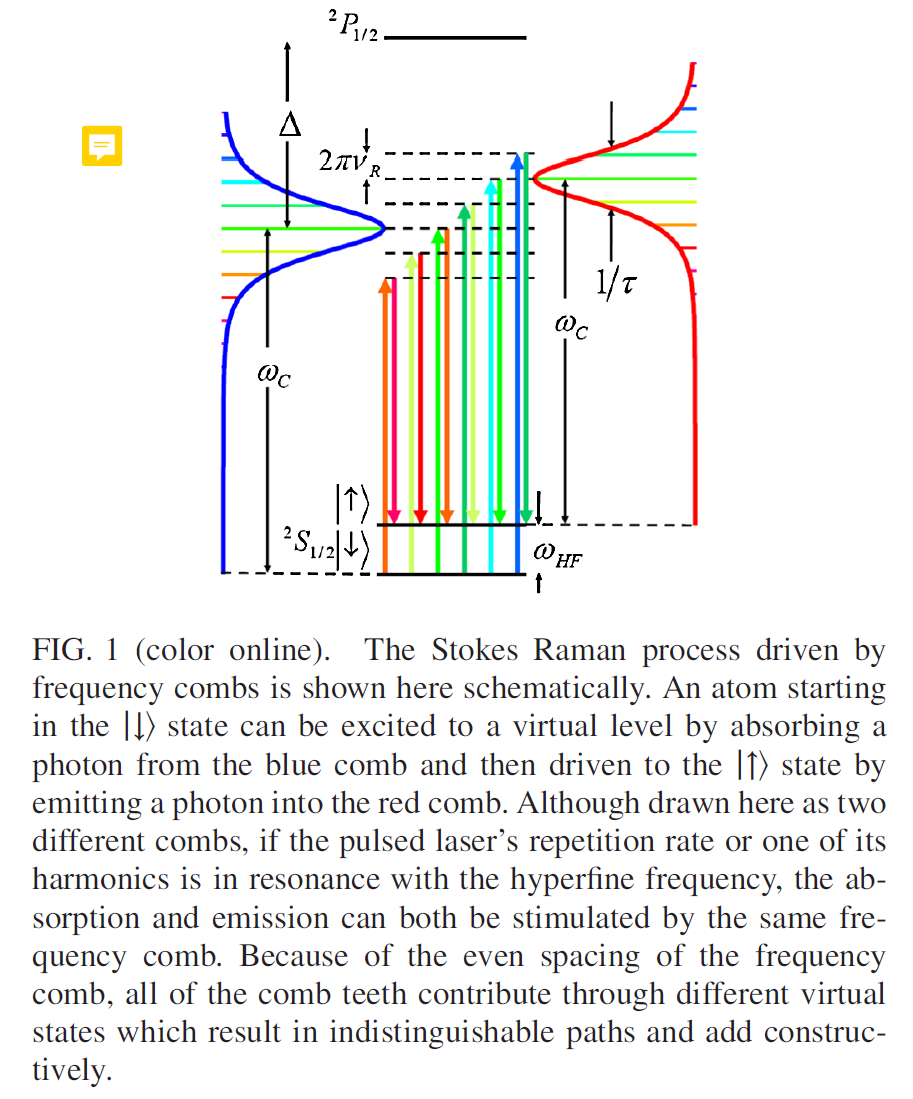 ²P₁/₂
Δ
2πν_R
1/τ
ω_C
ω_C
|↑⟩
²S₁/₂|↓⟩
ω_HF
FIG. 1 (color online). The Stokes Raman process driven by
frequency combs is shown here schematically. An atom starting
in the |↓⟩ state can be excited to a virtual level by absorbing a
photon from the blue comb and then driven to the |↑⟩ state by
emitting a photon into the red comb. Although drawn here as two
different combs, if the pulsed laser’s repetition rate or one of its
harmonics is in resonance with the hyperfine frequency, the ab-
sorption and emission can both be stimulated by the same fre-
quency comb. Because of the even spacing of the frequency
comb, all of the comb teeth contribute through different virtual
states which result in indistinguishable paths and add construc-
tively.